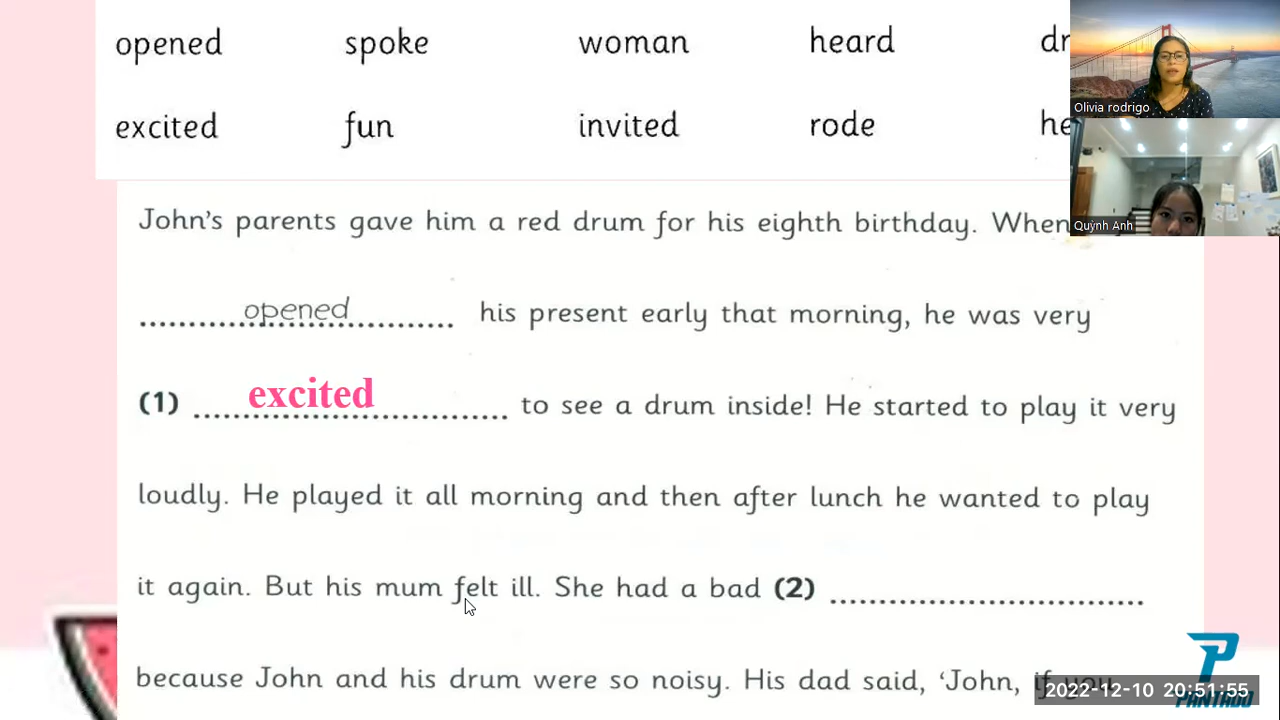 opened spoke woman heard
Olivia rodrigo
excited fun invited rode
John's parents gave him a red drum for his eighth birthday. When
Quỳnh Anh
opened his present early that morning, he was very
(1) excited to see a drum inside! He started to play it very
loudly. He played it all morning and then after lunch he wanted to play
it again. But his mum felt ill. She had a bad (2)
because John and his drum were so noisy. His dad said, ‘John, if you
2022-12-10 20:51:55
PANTADO